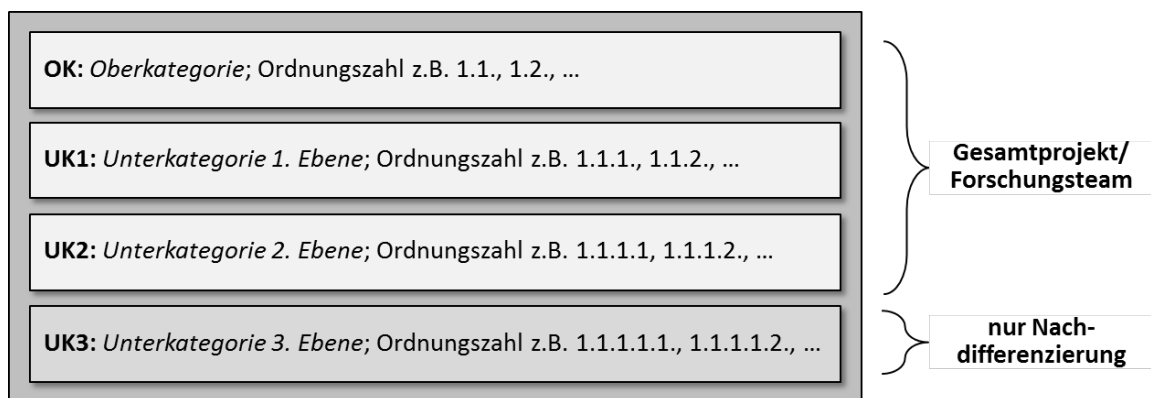 OK: Oberkategorie; Ordnungszahl z.B. 1.1., 1.2., …
UK1: Unterkategorie 1. Ebene; Ordnungszahl z.B. 1.1.1., 1.1.2., …
UK2: Unterkategorie 2. Ebene; Ordnungszahl z.B. 1.1.1.1, 1.1.1.2., …
UK3: Unterkategorie 3. Ebene; Ordnungszahl z.B. 1.1.1.1.1., 1.1.1.1.2., …
Gesamtprojekt/
Forschungsteam
nur Nach-
differenzierung